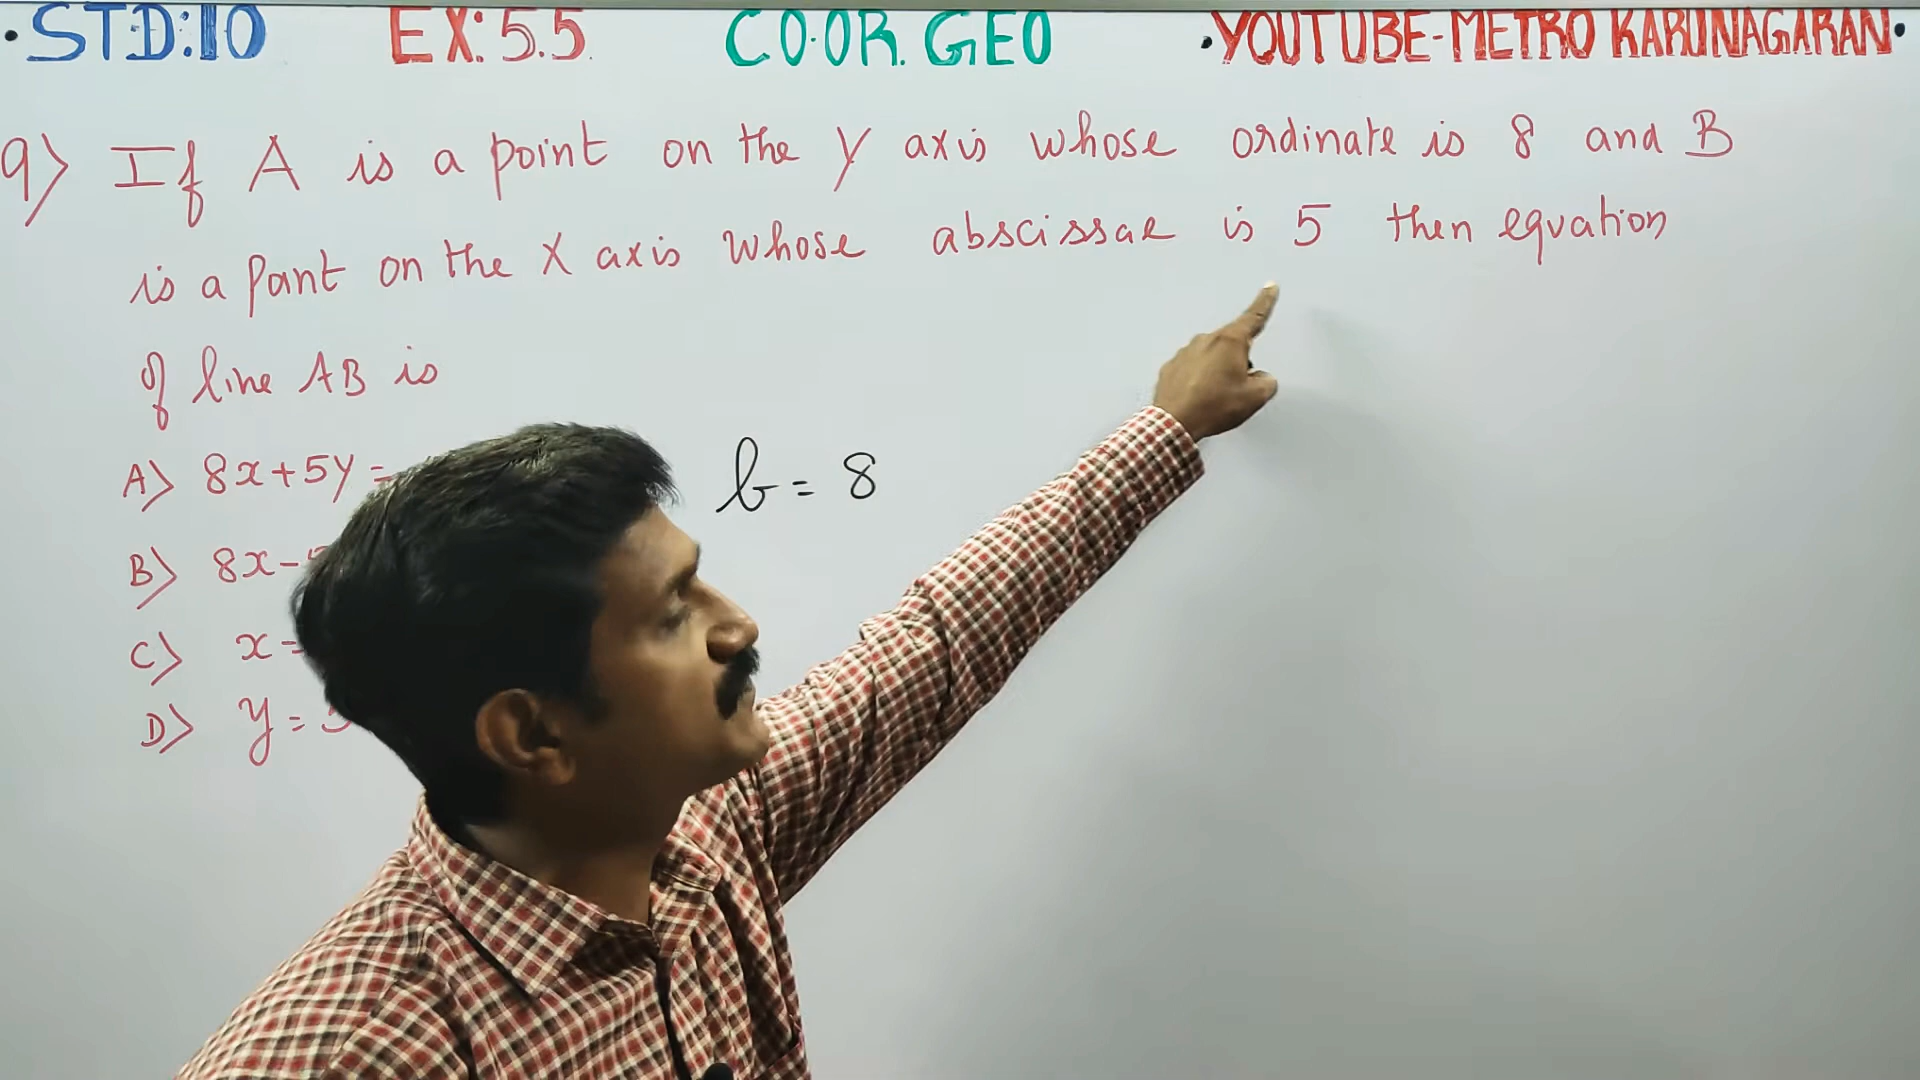 •STD:10 EX:5.5. CO.OR. GEO •YOUTUBE-METRO KARUNAGARAN•
9) If A is a point on the Y axis whose ordinate is 8 and B
is a point on the X axis whose abscissae is 5 then equation
of line AB is
A) 8x+5y=
b = 8
B) 8x-
C) x=
D) y=5